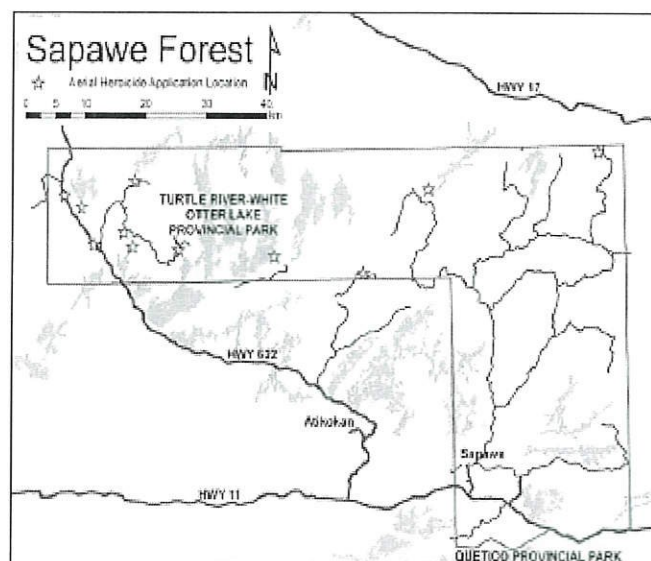 Sapawe Forest
N
Aerial Herbicide Application Location
0 5 10 20 30 40
km
HWY 17
TURTLE RIVER-WHITE
OTTER LAKE
PROVINCIAL PARK
HWY 622
Atikokan
Sapawe
HWY 11
QUETICO PROVINCIAL PARK